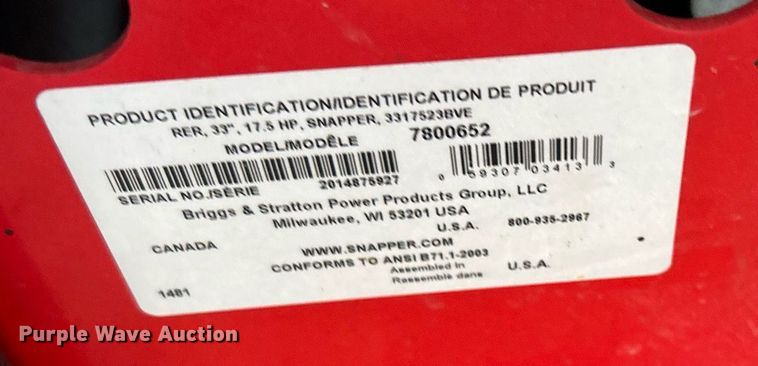 PRODUCT IDENTIFICATION/IDENTIFICATION DE PRODUIT
RER, 33", 17.5 HP, SNAPPER, 3317523BVE
MODEL/MODÈLE 7800652
SERIAL NO./SÉRIE 2014875927
0 59307 03413 3
Briggs & Stratton Power Products Group, LLC
Milwaukee, WI 53201 USA
U.S.A. 800-935-2967
CANADA
WWW.SNAPPER.COM
CONFORMS TO ANSI B71.1-2003
Assembled in U.S.A.
Rassemble dans
1481
Purple Wave Auction